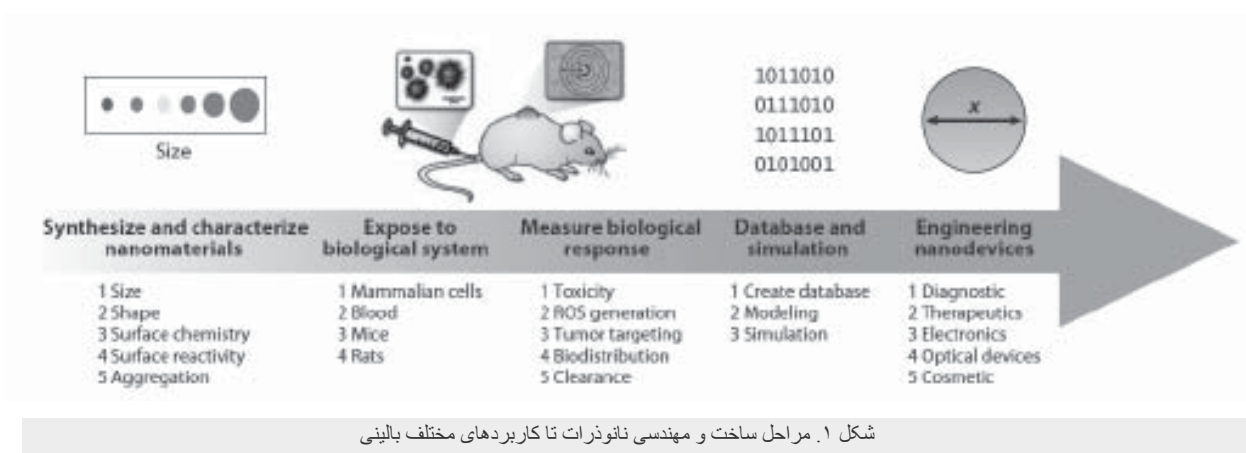 Size
1011010
0111010
1011101
0101001
x
Synthesize and characterize
nanomaterials
Expose to
biological system
Measure biological
response
Database and
simulation
Engineering
nanodevices
1 Size
2 Shape
3 Surface chemistry
4 Surface reactivity
5 Aggregation
1 Mammalian cells
2 Blood
3 Mice
4 Rats
1 Toxicity
2 ROS generation
3 Tumor targeting
4 Biodistribution
5 Clearance
1 Create database
2 Modeling
3 Simulation
1 Diagnostic
2 Therapeutics
3 Electronics
4 Optical devices
5 Cosmetic
شکل ۱. مراحل ساخت و مهندسی نانوذرات تا کاربردهای مختلف بالینی